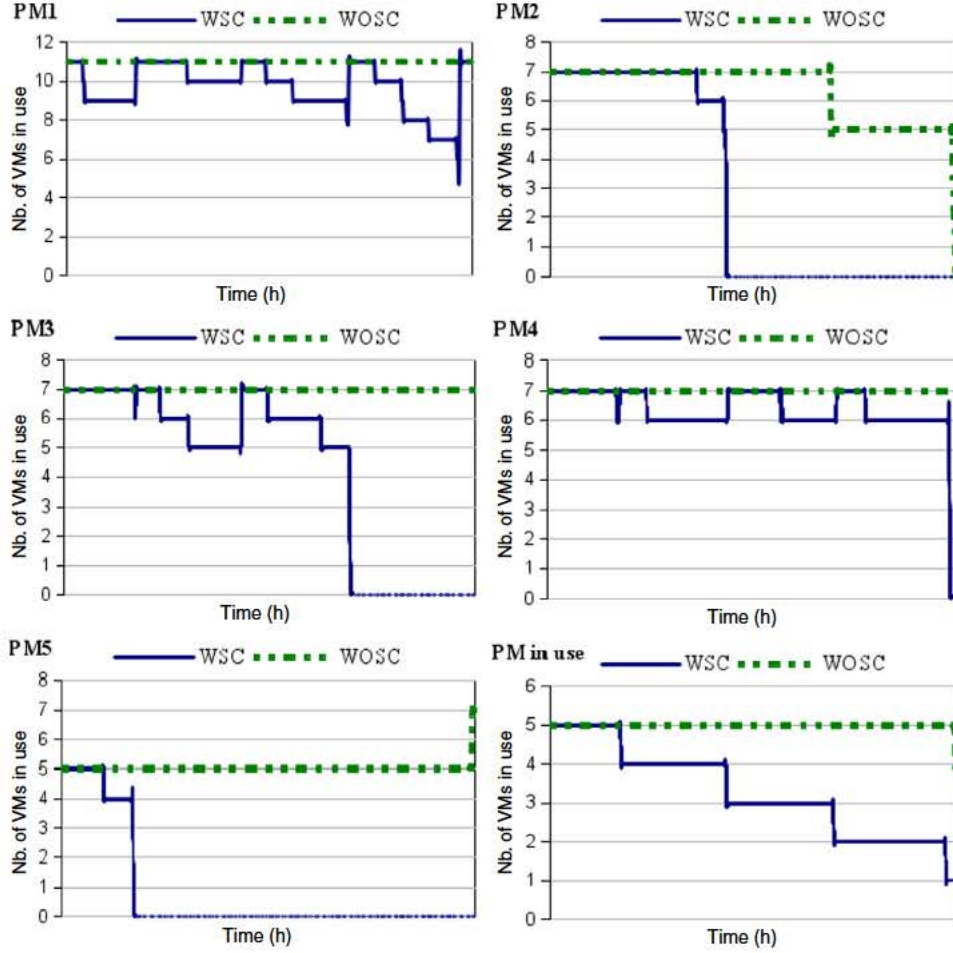 PM1 WSC WOSC
Nb. of VMs in use
12
10
8
6
4
2
0
Time (h)
PM2 WSC WOSC
Nb. of VMs in use
8
7
6
5
4
3
2
1
0
Time (h)
PM3 WSC WOSC
Nb. of VMs in use
8
7
6
5
4
3
2
1
0
Time (h)
PM4 WSC WOSC
Nb. of VMs in use
8
7
6
5
4
3
2
1
0
Time (h)
PM5 WSC WOSC
Nb. of VMs in use
8
7
6
5
4
3
2
1
0
Time (h)
PM in use WSC WOSC
Nb. of VMs in use
6
5
4
3
2
1
0
Time (h)